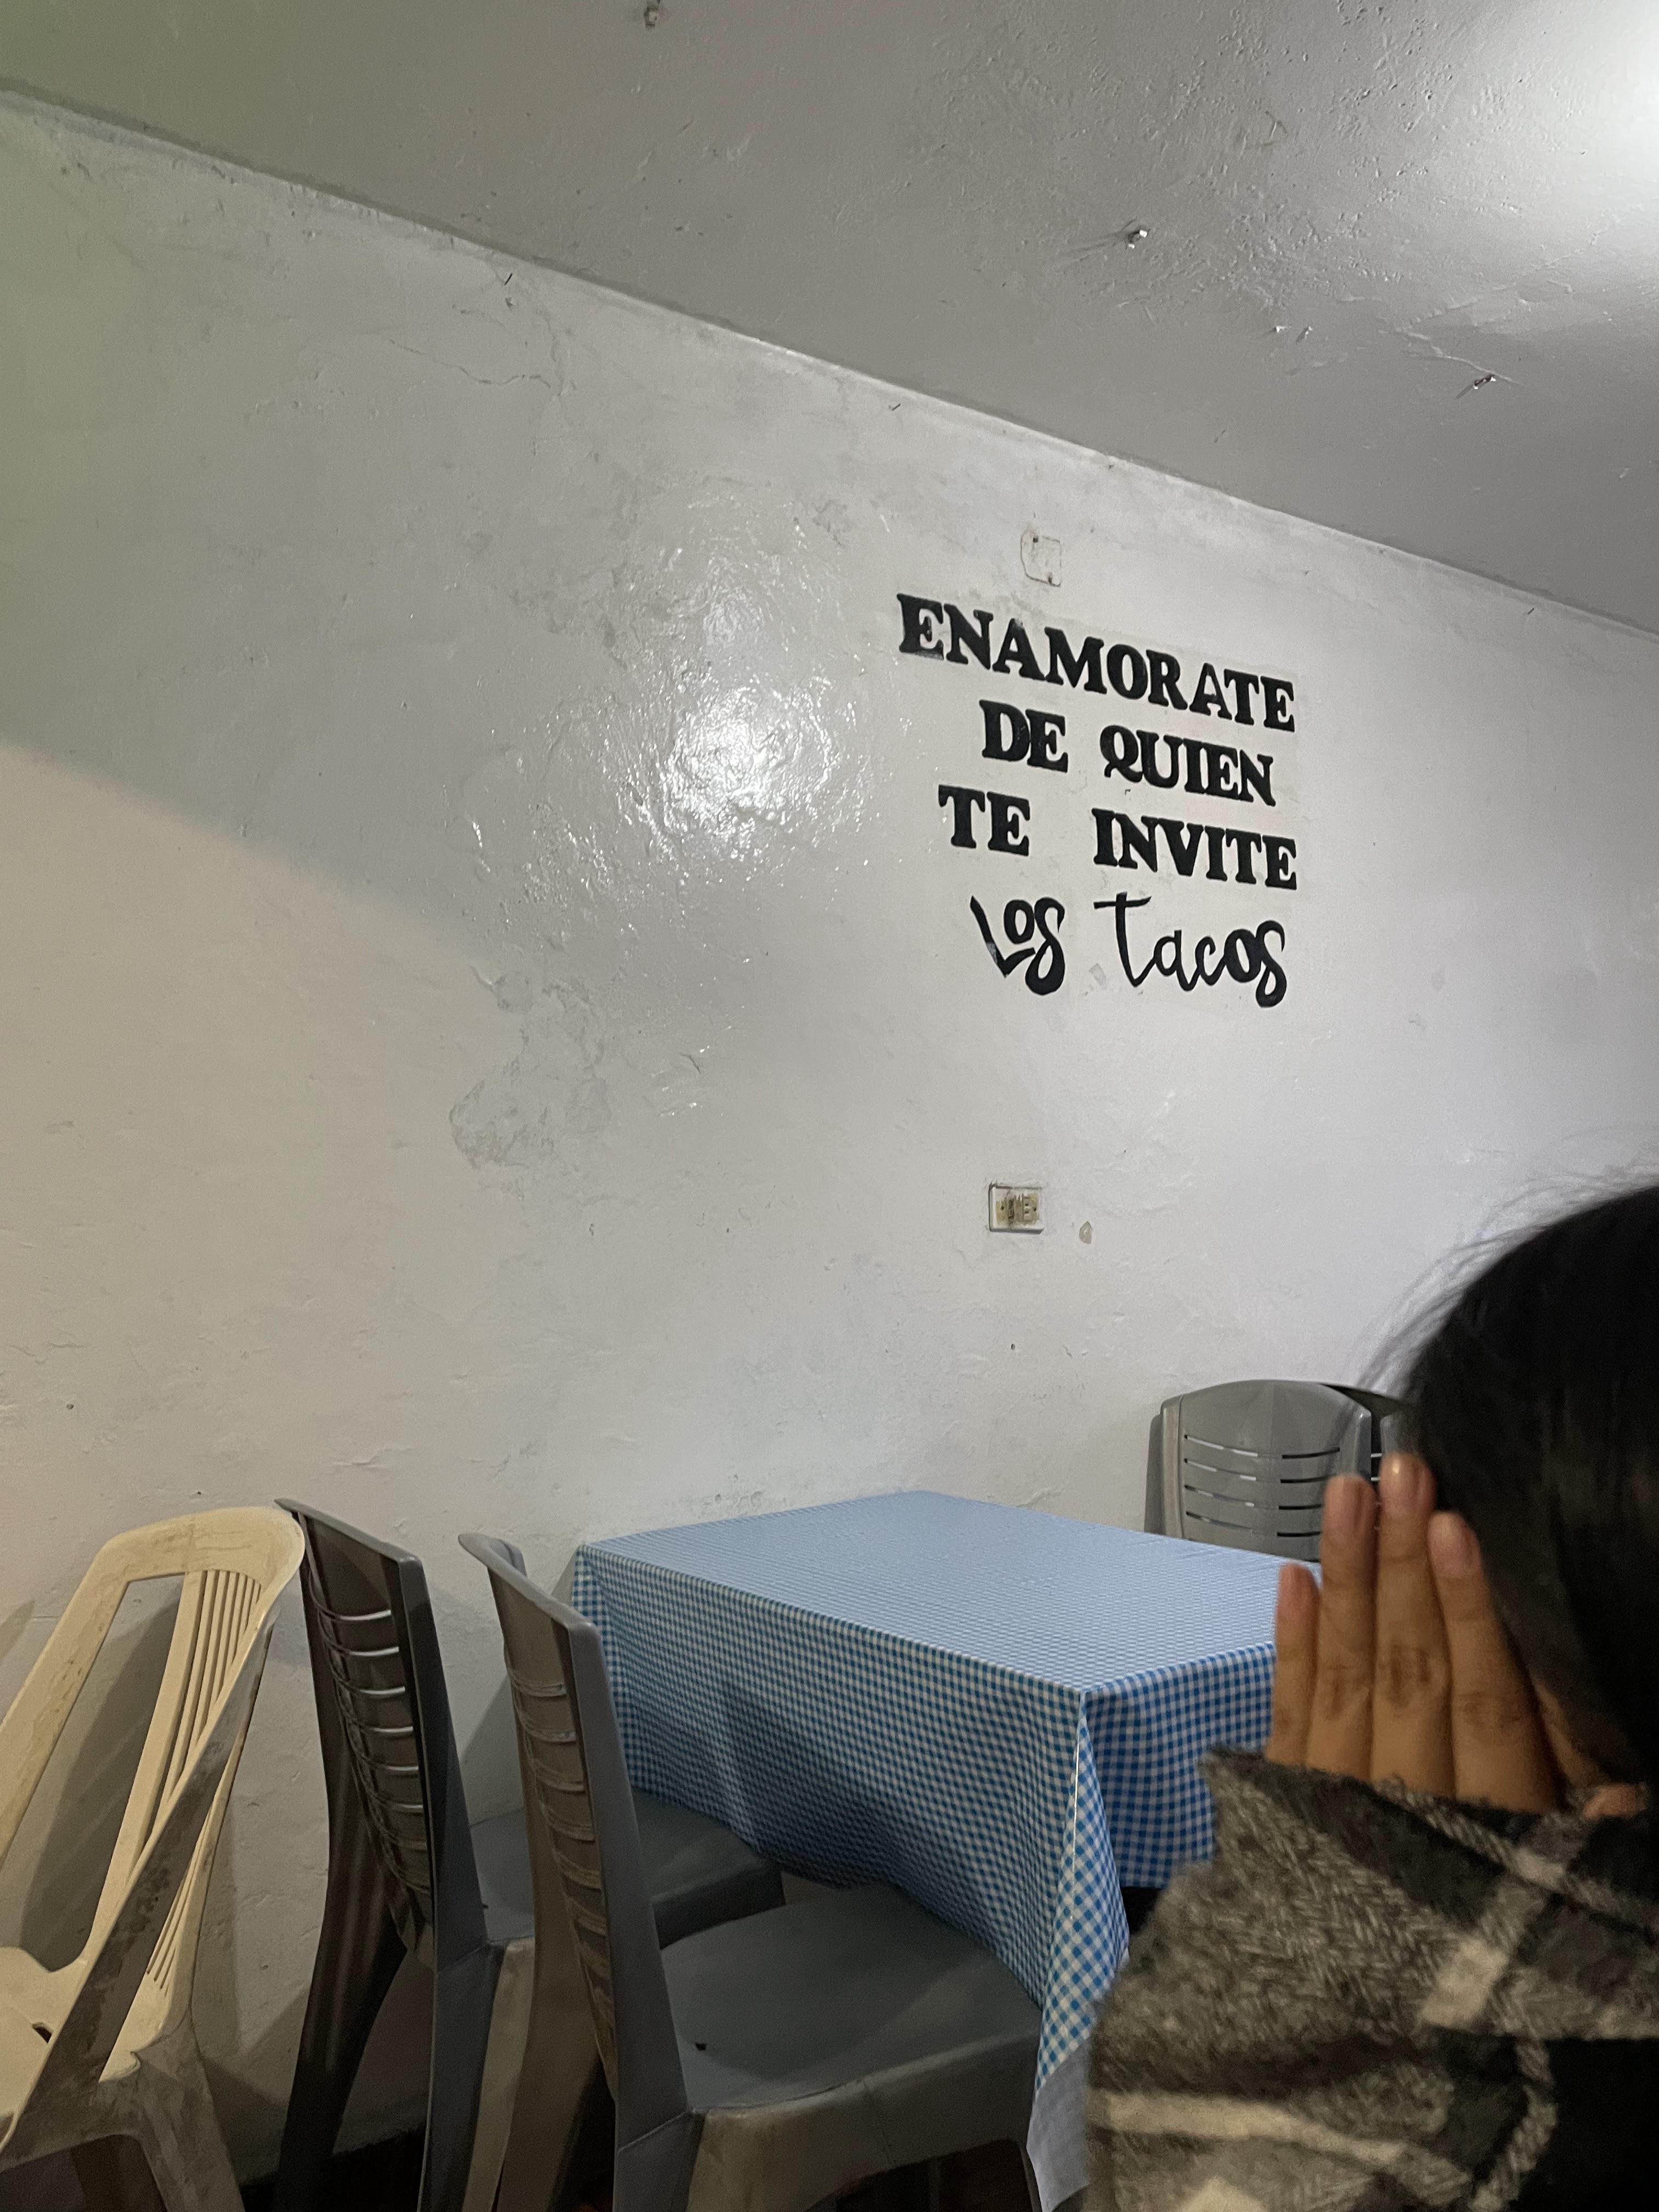 ENAMORATE
DE QUIEN
TE INVITE
Los tacos